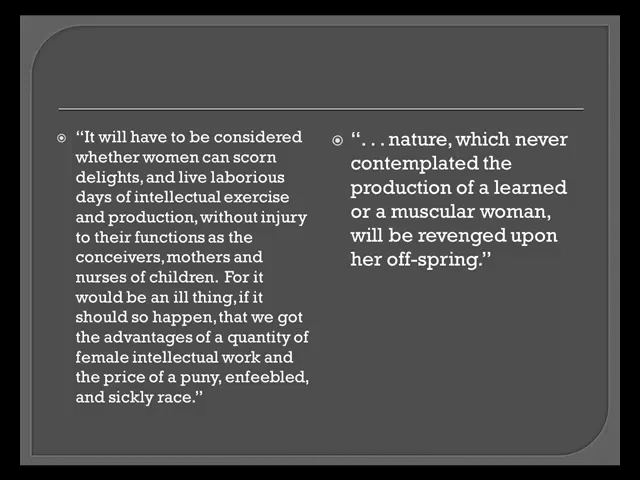 “It will have to be considered
whether women can scorn
delights, and live laborious
days of intellectual exercise
and production, without injury
to their functions as the
conceivers, mothers and
nurses of children. For it
would be an ill thing, if it
should so happen, that we got
the advantages of a quantity of
female intellectual work and
the price of a puny, enfeebled,
and sickly race.”
“. . . nature, which never
contemplated the
production of a learned
or a muscular woman,
will be revenged upon
her off-spring.”